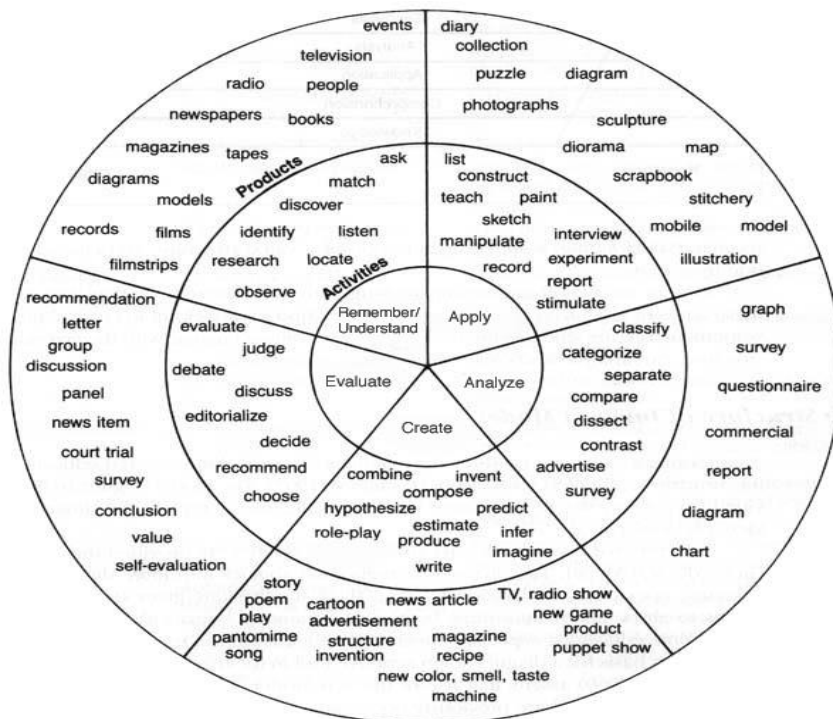 events
television
radio
people
newspapers
books
magazines
tapes
diagrams
models
records
films
filmstrips
Products
ask
match
discover
identify
listen
research
locate
observe
Activities
Remember/
Understand
diary
collection
puzzle
diagram
photographs
sculpture
diorama
map
scrapbook
stitchery
mobile
model
illustration
list
construct
teach
paint
sketch
manipulate
interview
experiment
record
report
stimulate
Apply
graph
survey
questionnaire
commercial
report
diagram
chart
classify
categorize
separate
compare
dissect
contrast
advertise
survey
Analyze
Create
combine
invent
compose
hypothesize
predict
estimate
role-play
infer
produce
imagine
write
story
poem
play
pantomime
song
cartoon
advertisement
structure
invention
news article
magazine
recipe
TV, radio show
new game
product
puppet show
new color, smell, taste
machine
Evaluate
evaluate
judge
debate
discuss
editorialize
decide
recommend
choose
recommendation
letter
group
discussion
panel
news item
court trial
survey
conclusion
value
self-evaluation